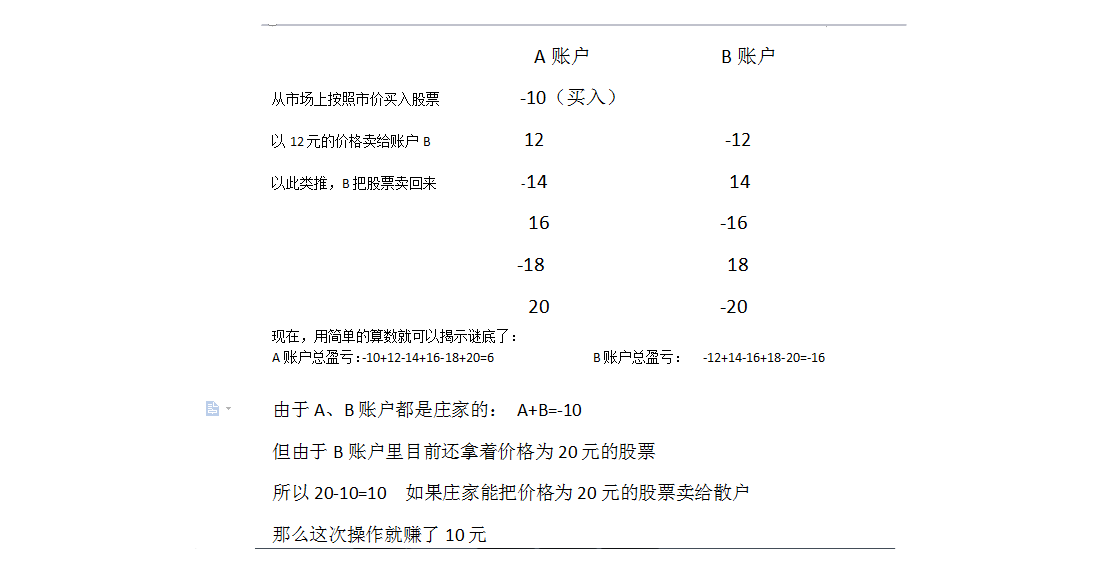 A 账户 B 账户
从市场上按照市价买入股票 -10（买入）
以 12 元的价格卖给账户 B 12 -12
以此类推，B 把股票卖回来 -14 14
16 -16
-18 18
20 -20
现在，用简单的算数就可以揭示谜底了：
A 账户总盈亏：-10+12-14+16-18+20=6 B 账户总盈亏： -12+14-16+18-20=-16
由于 A、B 账户都是庄家的： A+B=-10
但由于 B 账户里目前还拿着价格为 20 元的股票
所以 20-10=10 如果庄家能把价格为 20 元的股票卖给散户
那么这次操作就赚了 10 元